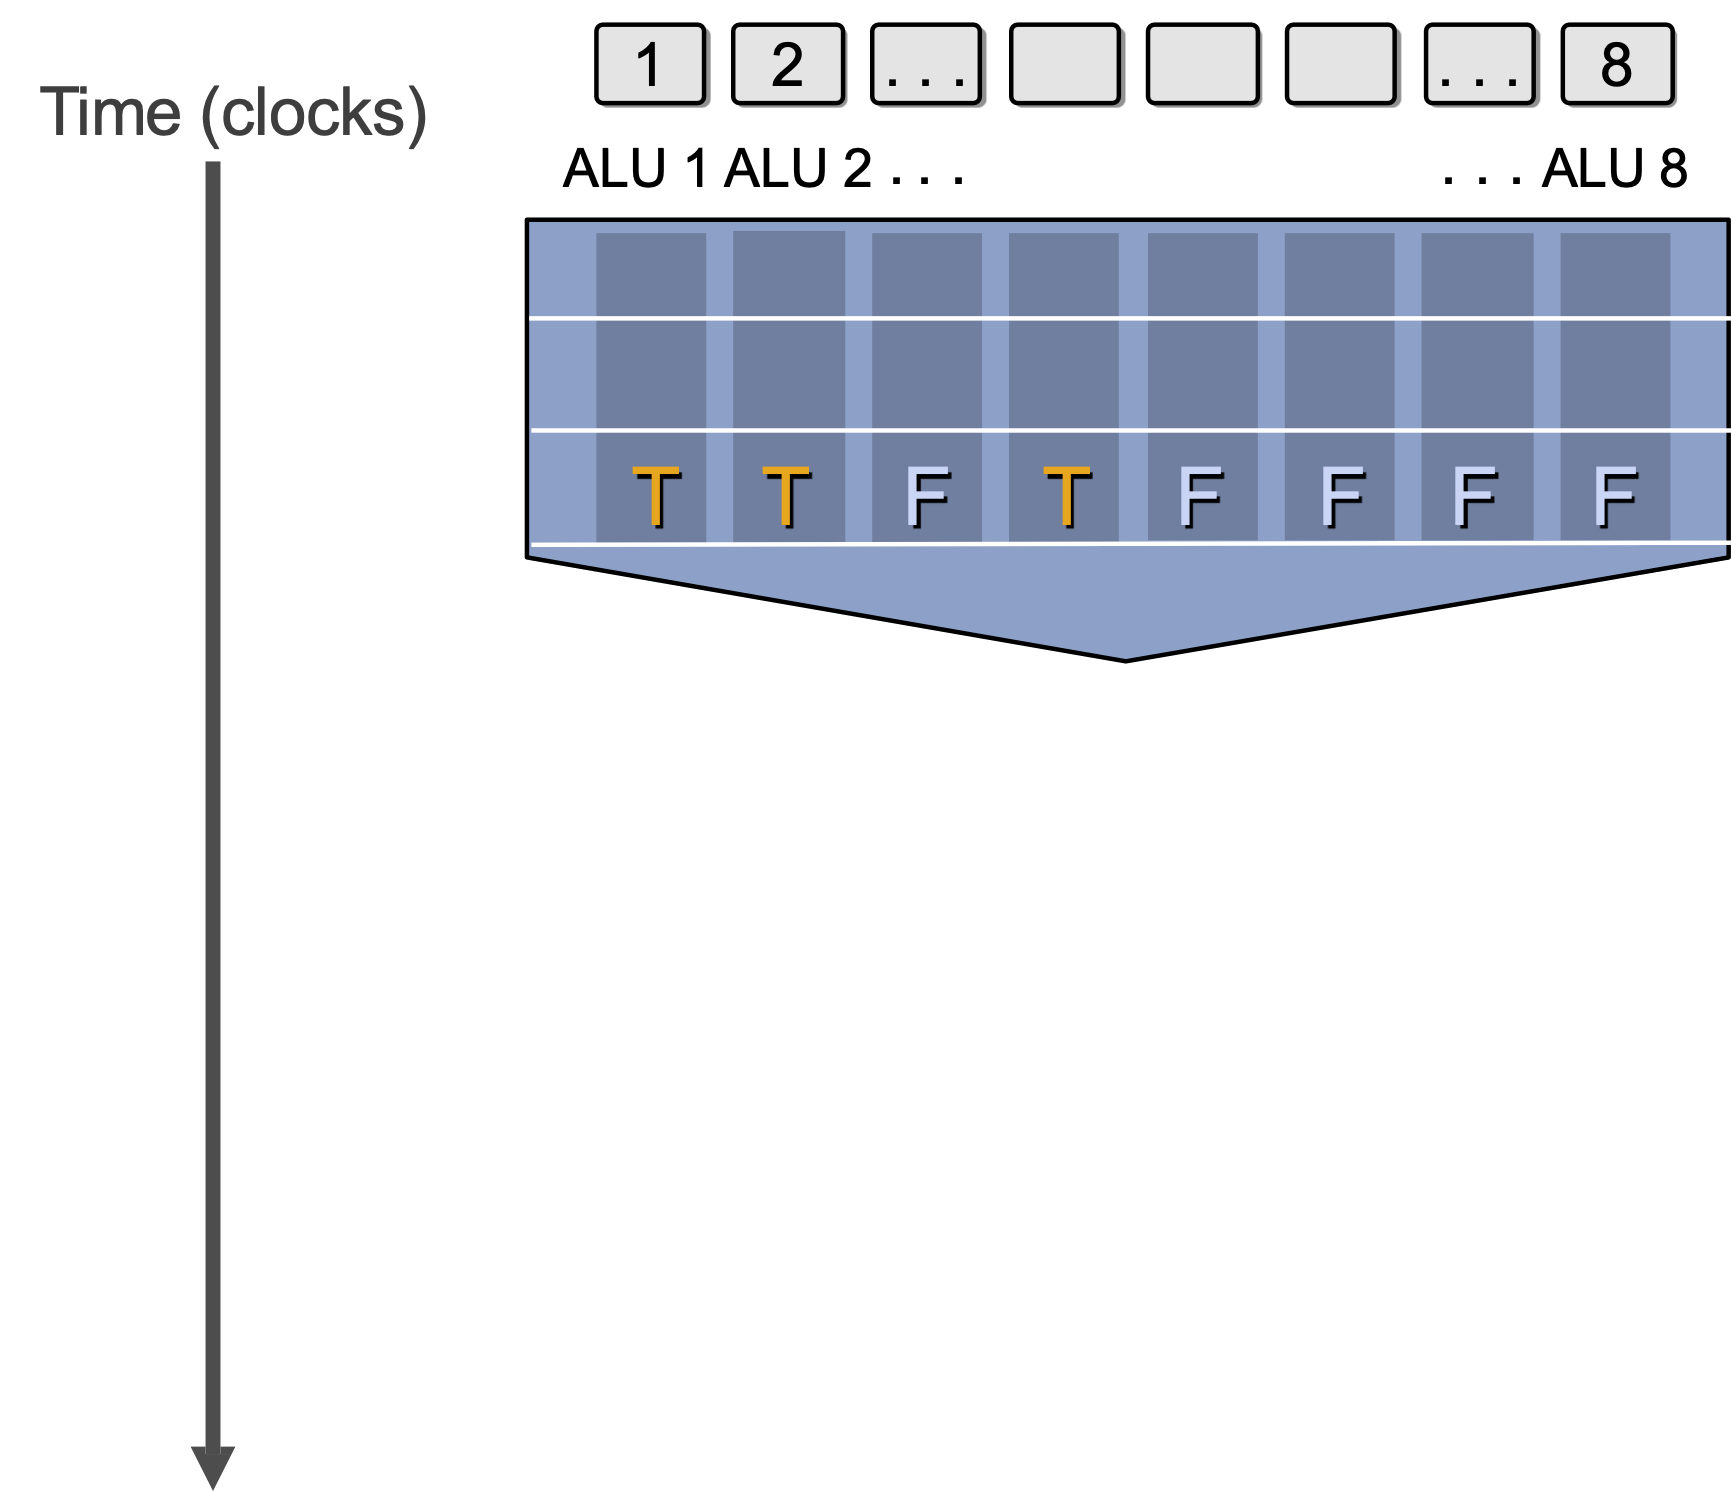 1 2 . . . . . . 8
Time (clocks)
ALU 1 ALU 2 . . . . . . ALU 8
T T F T F F F F